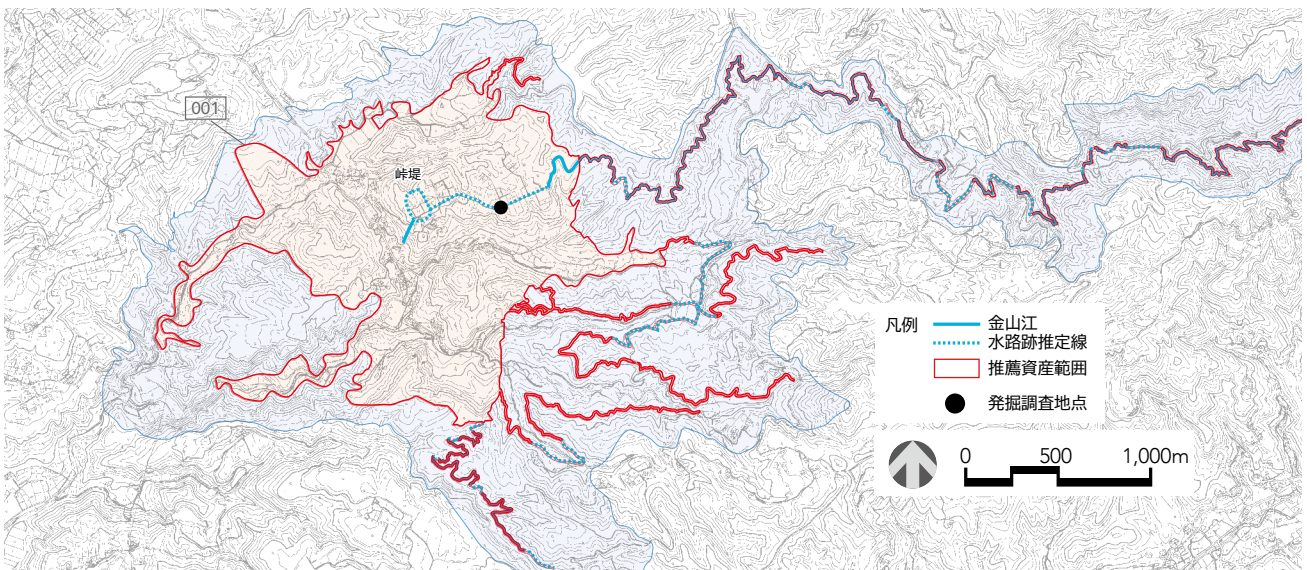 001
峠堤
凡例
金山江
水路跡推定線
推薦資産範囲
発掘調査地点
0 500 1,000m